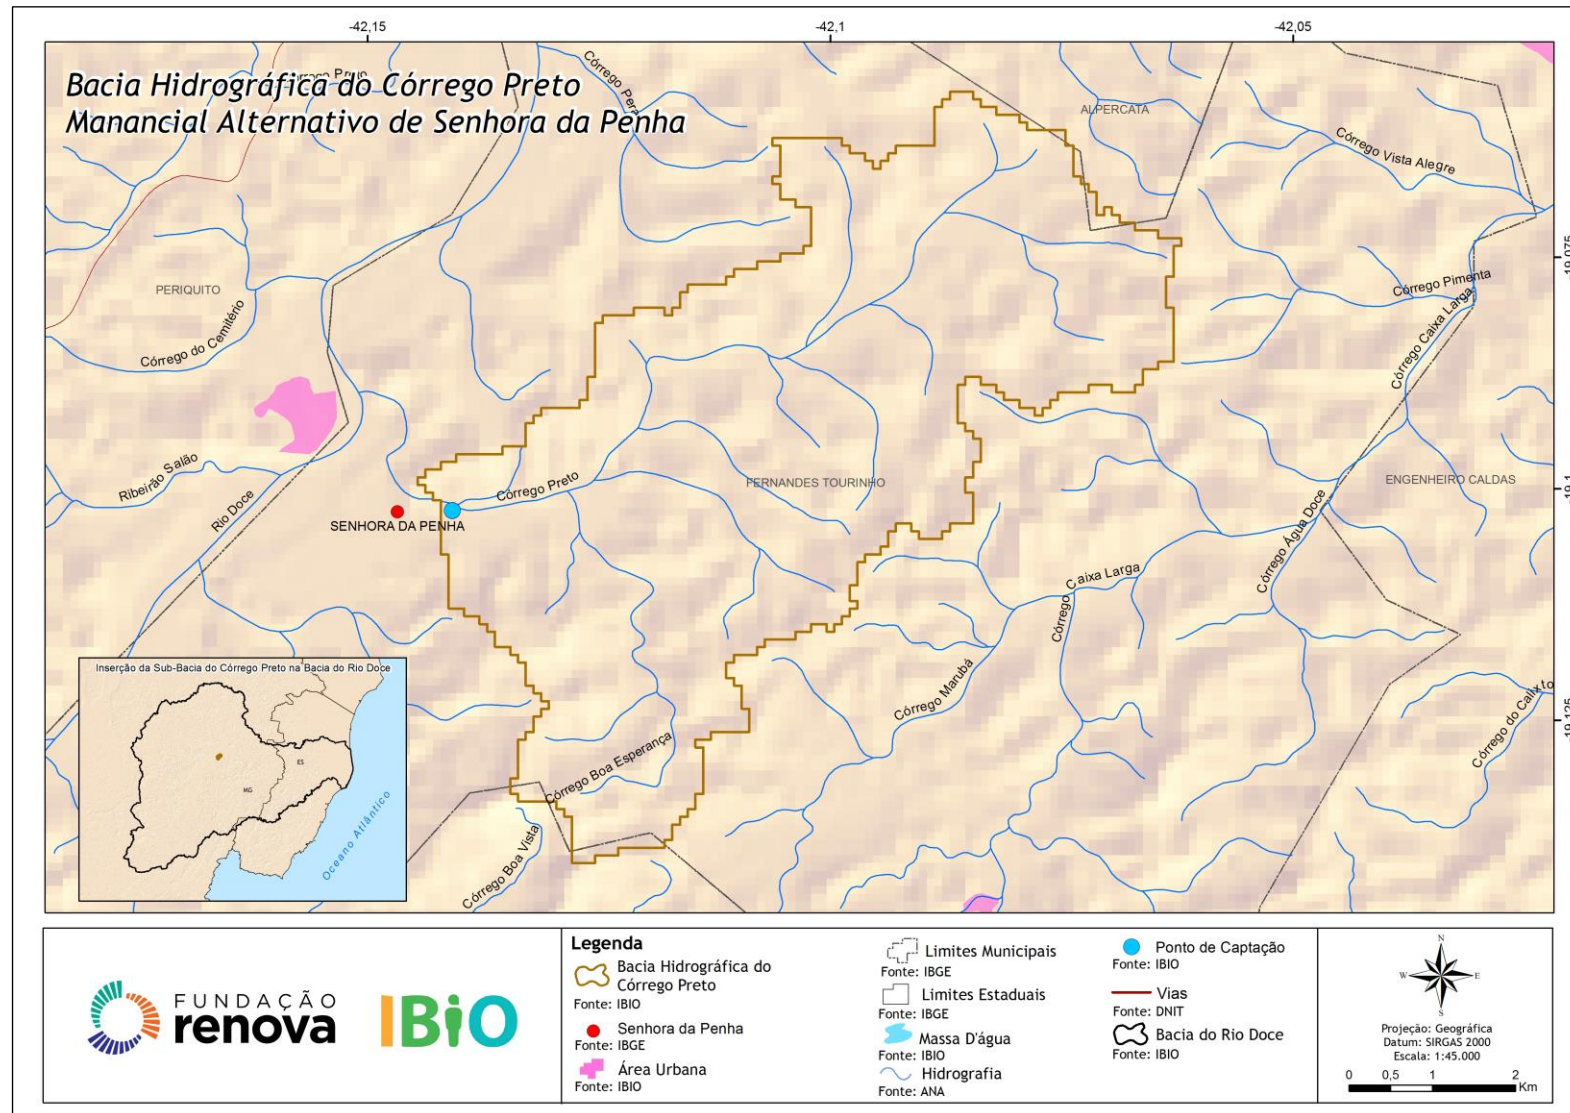 -42,15
-42,1
-42,05
Bacia Hidrográfica do Córrego Preto
Manancial Alternativo de Senhora da Penha
ALPERCATA
Córrego Vista Alegre
-19,075
PERIQUITO
Córrego Pimenta
Córrego do Cemitério
Córrego Caixa Larga
Ribeirão Salão
Rio Doce
Córrego Preto
FERNANDES TOURINHO
ENGENHEIRO CALDAS
-19,1
SENHORA DA PENHA
Córrego Água Doce
Córrego Caixa Larga
Córrego
Córrego Marubá
Córrego do Calixto
-19,125
Córrego Boa Esperança
Córrego Boa Vista
Inserção da Sub-Bacia do Córrego Preto na Bacia do Rio Doce
ES
MG
Oceano Atlântico
FUNDAÇÃO
renova
IBiO
Legenda
Bacia Hidrográfica do
Córrego Preto
Fonte: IBIO
Senhora da Penha
Fonte: IBGE
Área Urbana
Fonte: IBIO
Limites Municipais
Fonte: IBGE
Limites Estaduais
Fonte: IBGE
Massa D'água
Fonte: IBIO
Hidrografia
Fonte: ANA
Ponto de Captação
Fonte: IBIO
Vias
Fonte: DNIT
Bacia do Rio Doce
Fonte: IBIO
N
W
E
S
Projeção: Geográfica
Datum: SIRGAS 2000
Escala: 1:45.000
0 0,5 1 2
Km